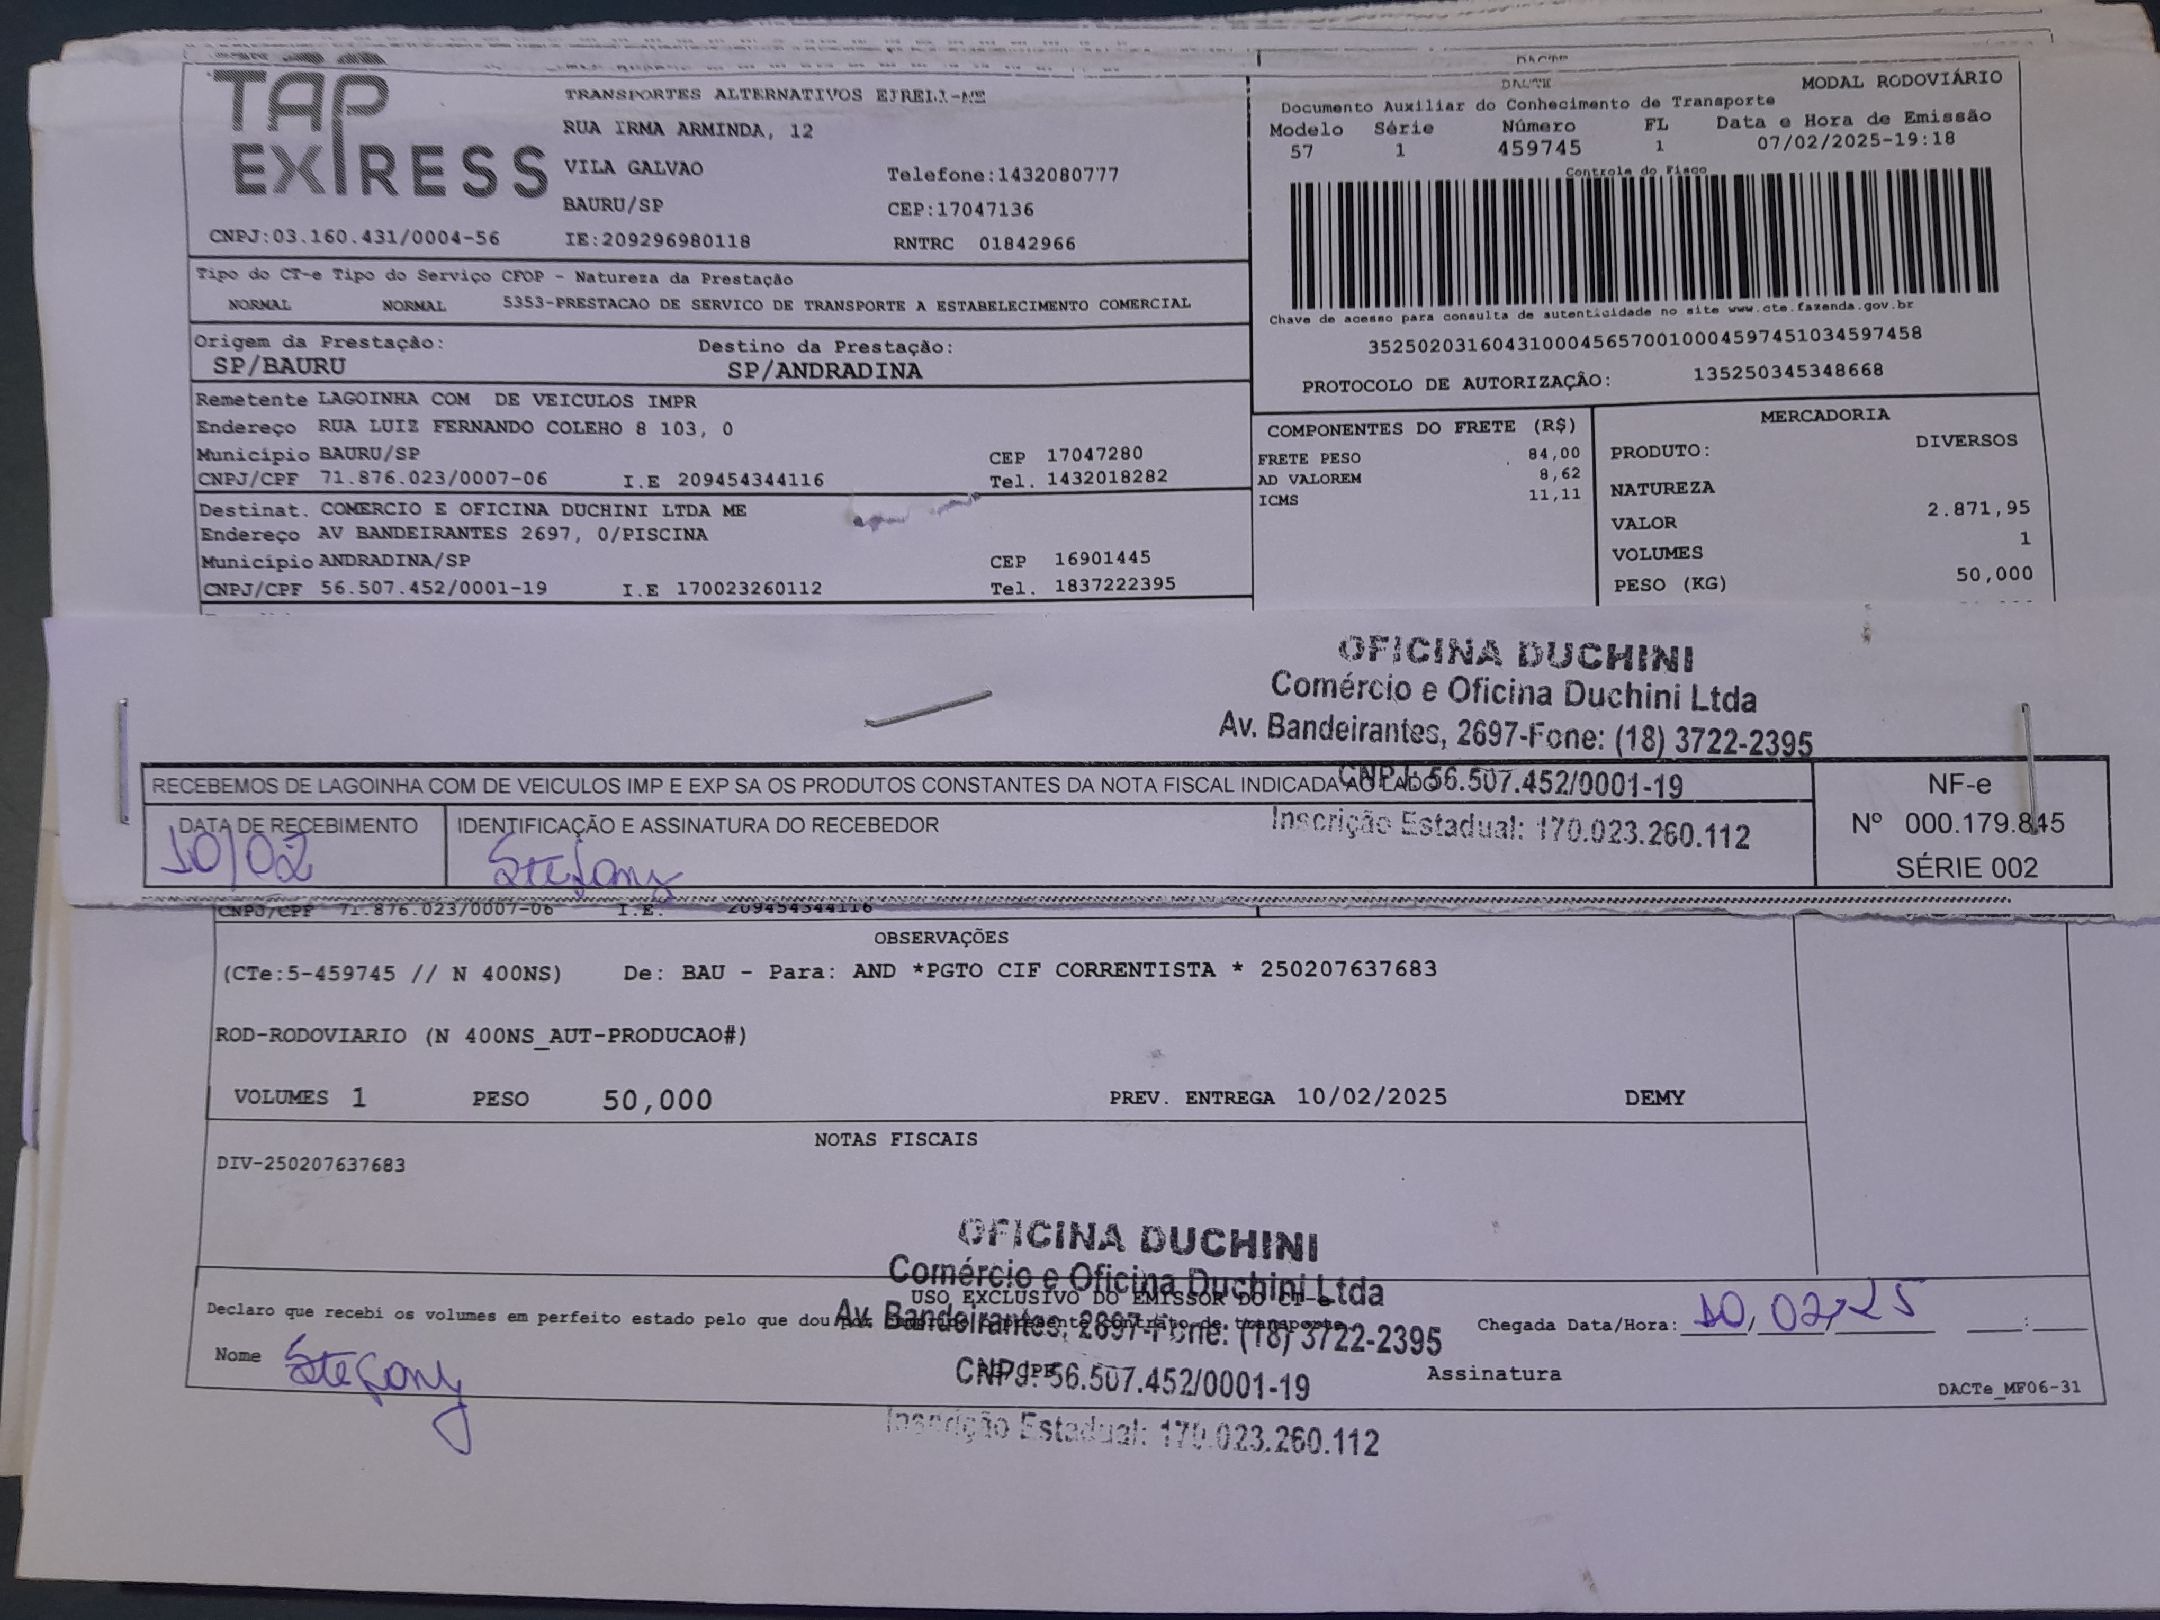 TAP EXPRESS
TRANSPORTES ALTERNATIVOS EIRELI-ME
RUA IRMA ARMINDA, 12
VILA GALVAO Telefone:1432080777
BAURU/SP CEP:17047136
CNPJ:03.160.431/0004-56 IE:209296980118 RNTRC 01842966
DACTE MODAL RODOVIÁRIO
Documento Auxiliar do Conhecimento de Transporte
Modelo Série Número FL Data e Hora de Emissão
57 1 459745 1 07/02/2025-19:18
Controle do Fisco
Chave de acesso para consulta de autenticidade no site www.cte.fazenda.gov.br
35250203160431000456570010004597451034597458
PROTOCOLO DE AUTORIZAÇÃO: 135250345348668
Tipo do CT-e Tipo do Serviço CFOP - Natureza da Prestação
NORMAL NORMAL 5353-PRESTACAO DE SERVICO DE TRANSPORTE A ESTABELECIMENTO COMERCIAL
Origem da Prestação: Destino da Prestação:
SP/BAURU SP/ANDRADINA
Remetente LAGOINHA COM DE VEICULOS IMPR
Endereço RUA LUIZ FERNANDO COLEHO 8 103, 0
Município BAURU/SP CEP 17047280
CNPJ/CPF 71.876.023/0007-06 I.E 209454344116 Tel. 1432018282
Destinat. COMERCIO E OFICINA DUCHINI LTDA ME
Endereço AV BANDEIRANTES 2697, 0/PISCINA
Município ANDRADINA/SP CEP 16901445
CNPJ/CPF 56.507.452/0001-19 I.E 170023260112 Tel. 1837222395
COMPONENTES DO FRETE (R$)
FRETE PESO 84,00
AD VALOREM 8,62
ICMS 11,11
MERCADORIA
PRODUTO: DIVERSOS
NATUREZA
VALOR 2.871,95
VOLUMES 1
PESO (KG) 50,000
OFICINA DUCHINI
Comércio e Oficina Duchini Ltda
Av. Bandeirantes, 2697-Fone: (18) 3722-2395
CNPJ: 56.507.452/0001-19
Inscrição Estadual: 170.023.260.112
RECEBEMOS DE LAGOINHA COM DE VEICULOS IMP E EXP SA OS PRODUTOS CONSTANTES DA NOTA FISCAL INDICADA AO LADO
DATA DE RECEBIMENTO IDENTIFICAÇÃO E ASSINATURA DO RECEBEDOR
10/02 Stefany
NF-e
Nº 000.179.845
SÉRIE 002
CNPJ/CPF 71.876.023/0007-06 I.E. 209454344116
OBSERVAÇÕES
(CTe:5-459745 // N 400NS) De: BAU - Para: AND *PGTO CIF CORRENTISTA * 250207637683
ROD-RODOVIARIO (N 400NS_AUT-PRODUCAO#)
VOLUMES 1 PESO 50,000 PREV. ENTREGA 10/02/2025 DEMY
NOTAS FISCAIS
DIV-250207637683
OFICINA DUCHINI
Comércio e Oficina Duchini Ltda
Av. Bandeirantes, 2697-Fone: (18) 3722-2395
CNPJ: 56.507.452/0001-19
Inscrição Estadual: 170.023.260.112
USO EXCLUSIVO DO EMISSOR DO CT-e
Declaro que recebi os volumes em perfeito estado pelo que dou por cumprido o presente contrato de transporte. Chegada Data/Hora: 10, 02, 25 :
Nome Stefany Assinatura
DACTe_MF06-31